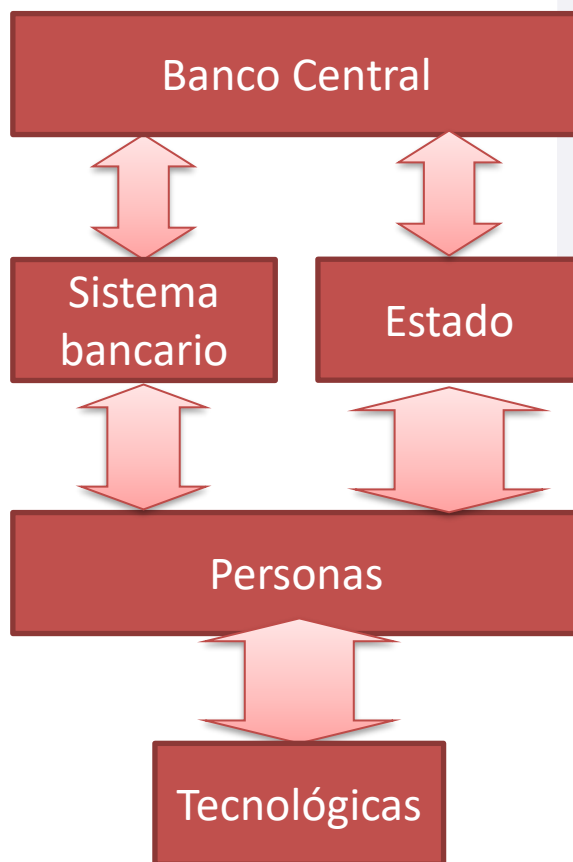 Banco Central
Sistema
bancario
Estado
Personas
Tecnológicas